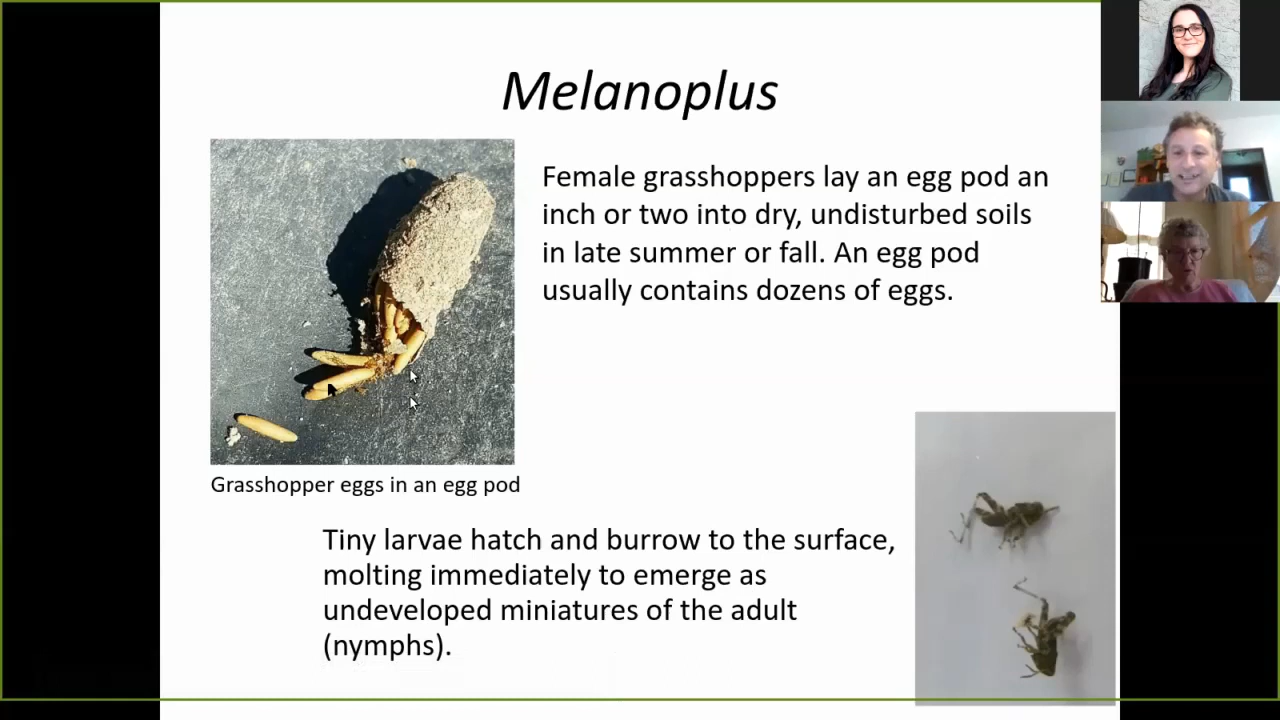 Melanoplus
Female grasshoppers lay an egg pod an
inch or two into dry, undisturbed soils
in late summer or fall. An egg pod
usually contains dozens of eggs.
Grasshopper eggs in an egg pod
Tiny larvae hatch and burrow to the surface,
molting immediately to emerge as
undeveloped miniatures of the adult
(nymphs).